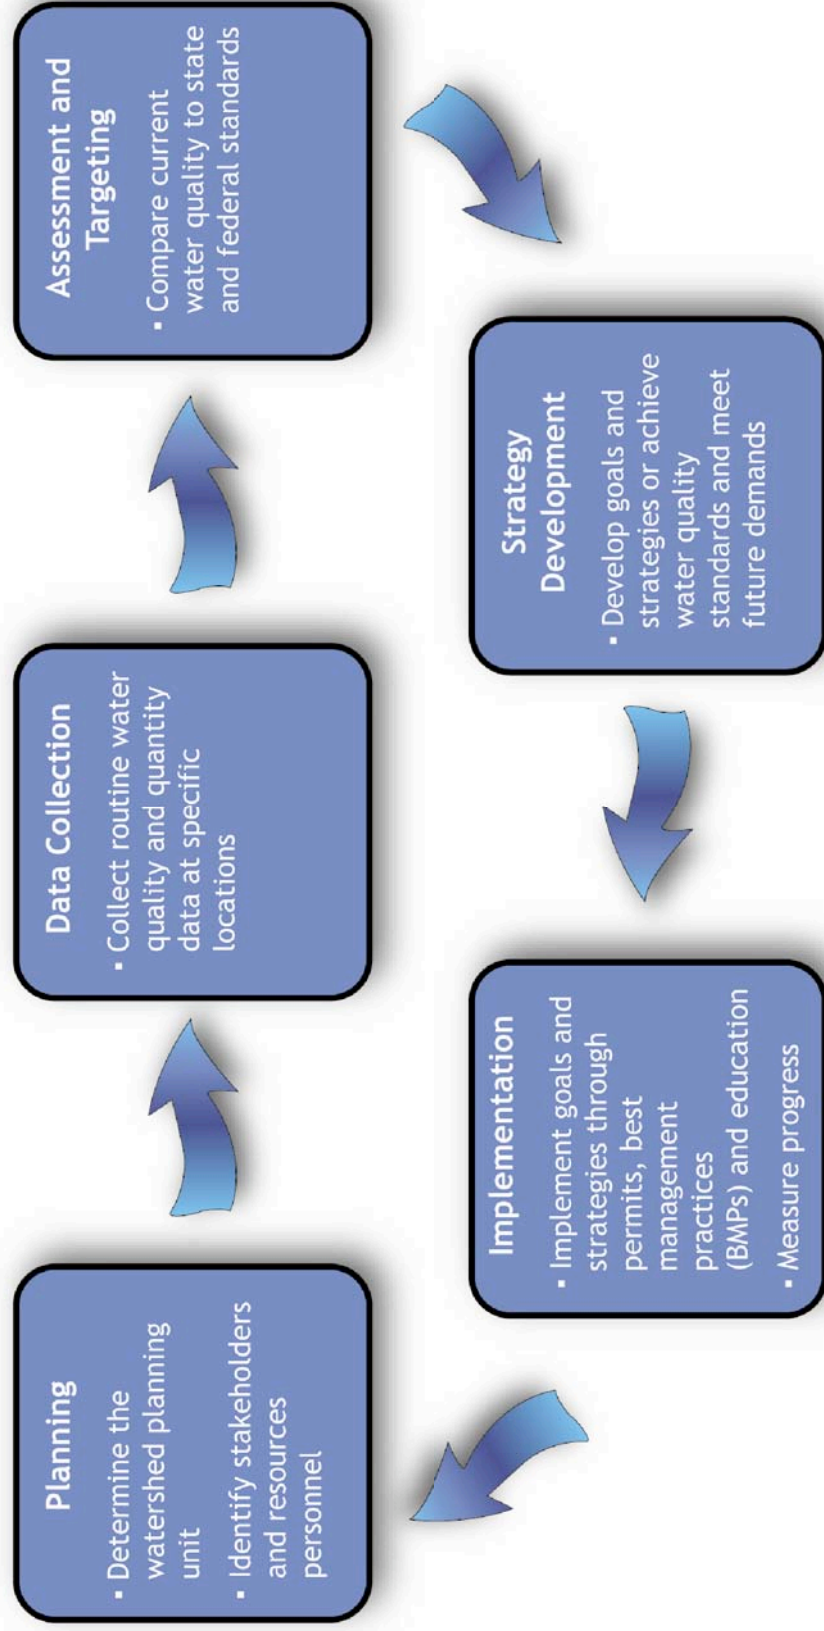 Planning
▪ Determine the
watershed planning
unit
▪ Identify stakeholders
and resources
personnel
Data Collection
▪ Collect routine water
quality and quantity
data at specific
locations
Assessment and
Targeting
▪ Compare current
water quality to state
and federal standards
Strategy
Development
▪ Develop goals and
strategies or achieve
water quality
standards and meet
future demands
Implementation
▪ Implement goals and
strategies through
permits, best
management
practices
(BMPs) and education
▪ Measure progress